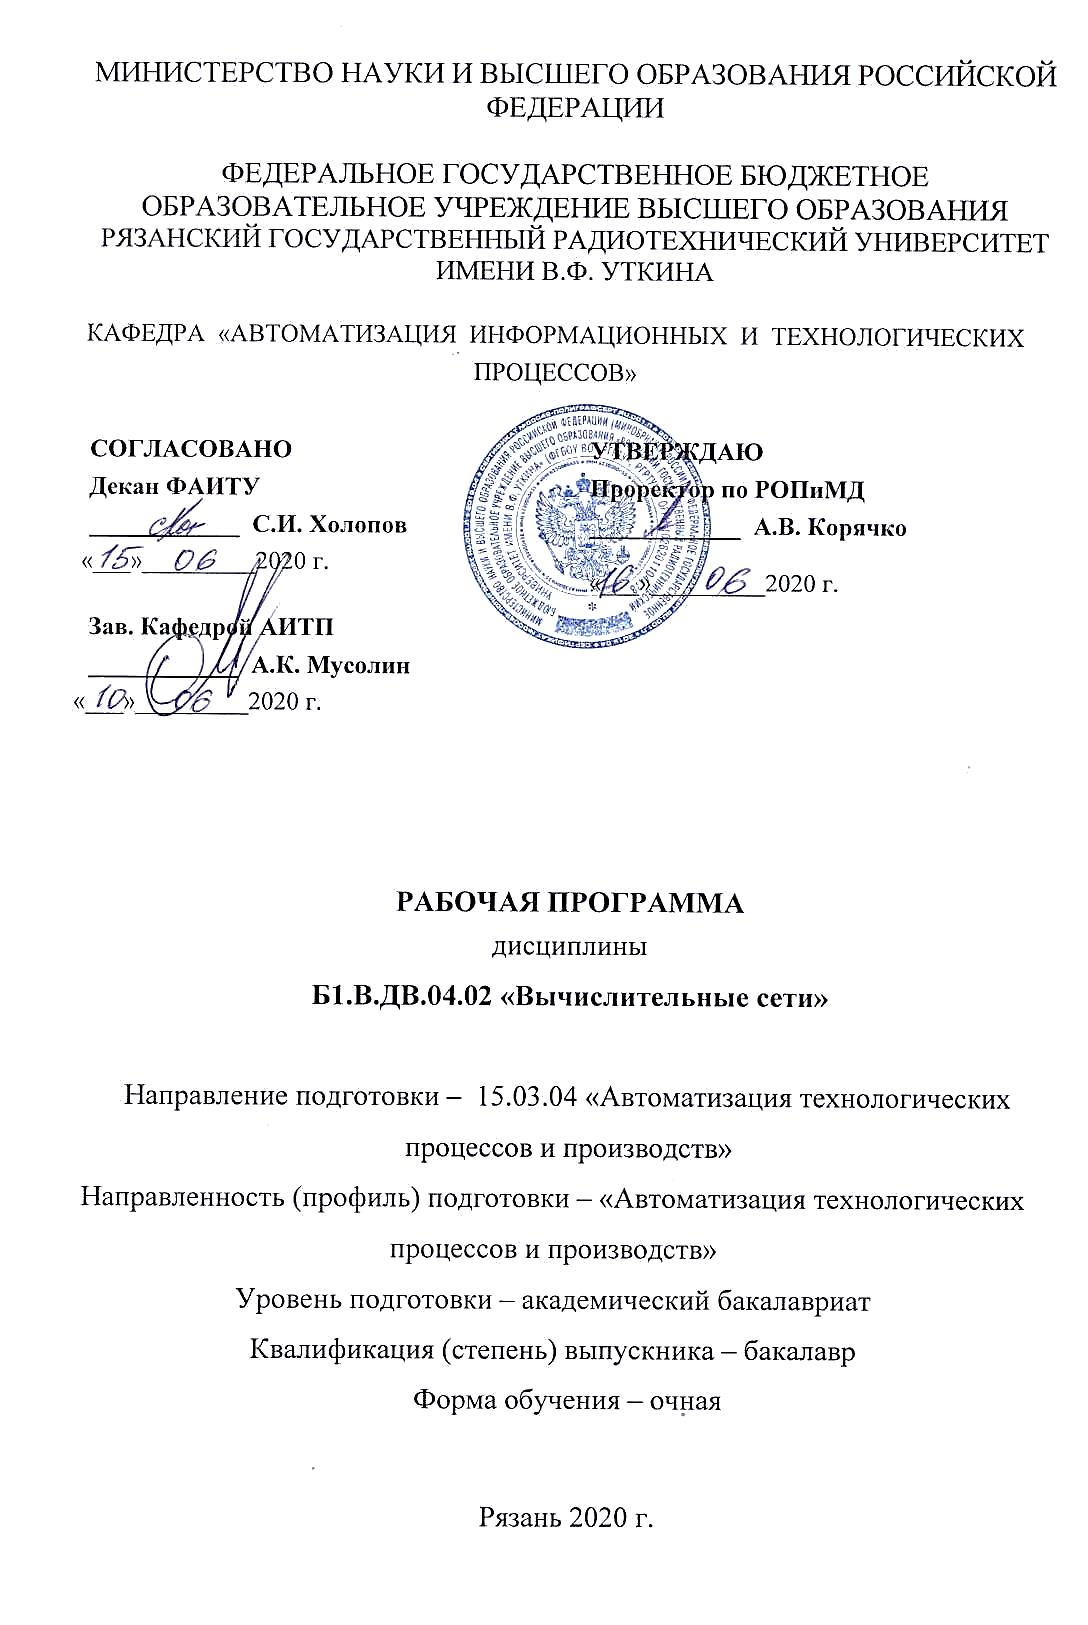 МИНИСТЕРСТВО НАУКИ И ВЫСШЕГО ОБРАЗОВАНИЯ РОССИЙСКОЙ
ФЕДЕРАЦИИ
ФЕДЕРАЛЬНОЕ ГОСУДАРСТВЕННОЕ БЮДЖЕТНОЕ
ОБРАЗОВАТЕЛЬНОЕ УЧРЕЖДЕНИЕ ВЫСШЕГО ОБРАЗОВАНИЯ
РЯЗАНСКИЙ ГОСУДАРСТВЕННЫЙ РАДИОТЕХНИЧЕСКИЙ УНИВЕРСИТЕТ
ИМЕНИ В.Ф. УТКИНА
КАФЕДРА «АВТОМАТИЗАЦИЯ ИНФОРМАЦИОННЫХ И ТЕХНОЛОГИЧЕСКИХ
ПРОЦЕССОВ»
СОГЛАСОВАНО
Декан ФАИТУ
С.И. Холопов
«15» 06 2020 г.
Зав. Кафедрой АИТП
А.К. Мусолин
«10» 06 2020 г.
УТВЕРЖДАЮ
Проректор по РОПиМД
А.В. Корячко
«16» 06 2020 г.
РАБОЧАЯ ПРОГРАММА
дисциплины
Б1.В.ДВ.04.02 «Вычислительные сети»
Направление подготовки – 15.03.04 «Автоматизация технологических
процессов и производств»
Направленность (профиль) подготовки – «Автоматизация технологических
процессов и производств»
Уровень подготовки – академический бакалавриат
Квалификация (степень) выпускника – бакалавр
Форма обучения – очная
Рязань 2020 г.